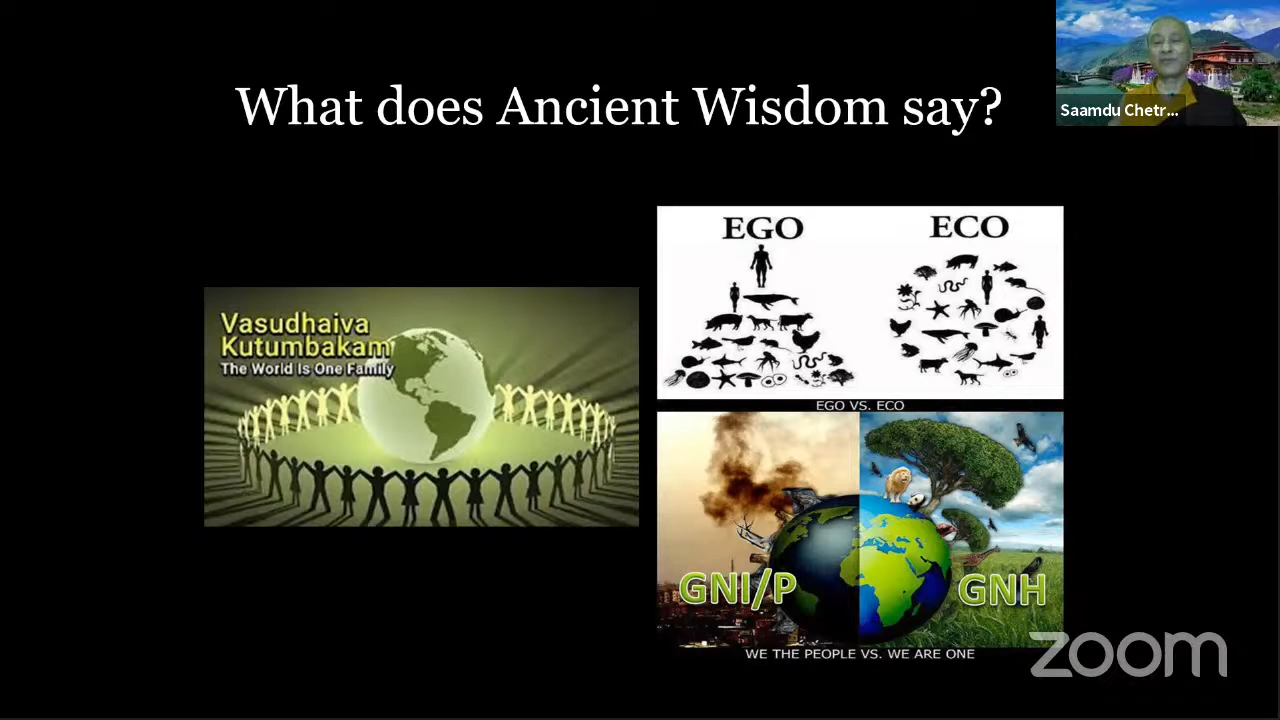 What does Ancient Wisdom say?
Saamdu Chetr...
Vasudhaiva
Kutumbakam
The World Is One Family
EGO
ECO
EGO VS. ECO
GNI/P
GNH
WE THE PEOPLE VS. WE ARE ONE
zoom